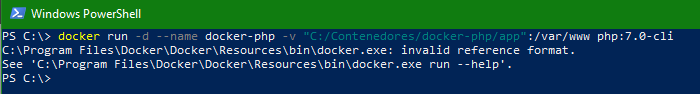 Windows PowerShell
PS C:\> docker run -d --name docker-php -v "C:/Contenedores/docker-php/app":/var/www php:7.0-cli
C:\Program Files\Docker\Docker\Resources\bin\docker.exe: invalid reference format.
See 'C:\Program Files\Docker\Docker\Resources\bin\docker.exe run --help'.
PS C:\>